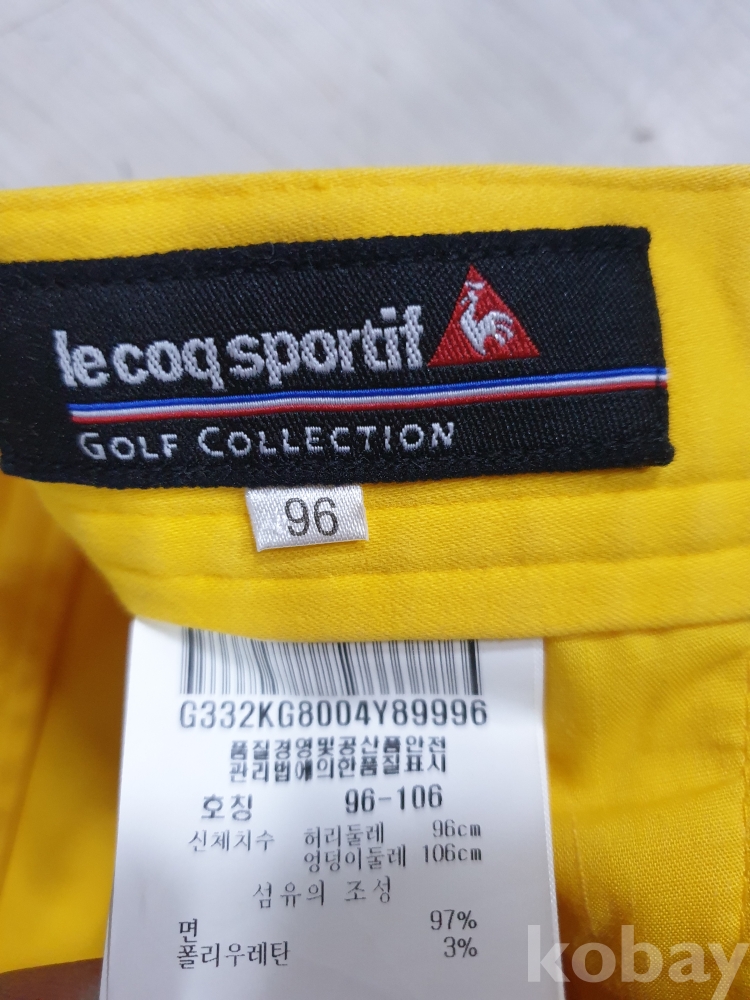 le coq sportif
GOLF COLLECTION
96
G332KG8004Y89996
품질경영및공산품안전
관리법에의한품질표시
호칭 96-106
신체치수 허리둘레 96cm
엉덩이둘레 106cm
섬유의 조성
면 97%
폴리우레탄 3%
kobay